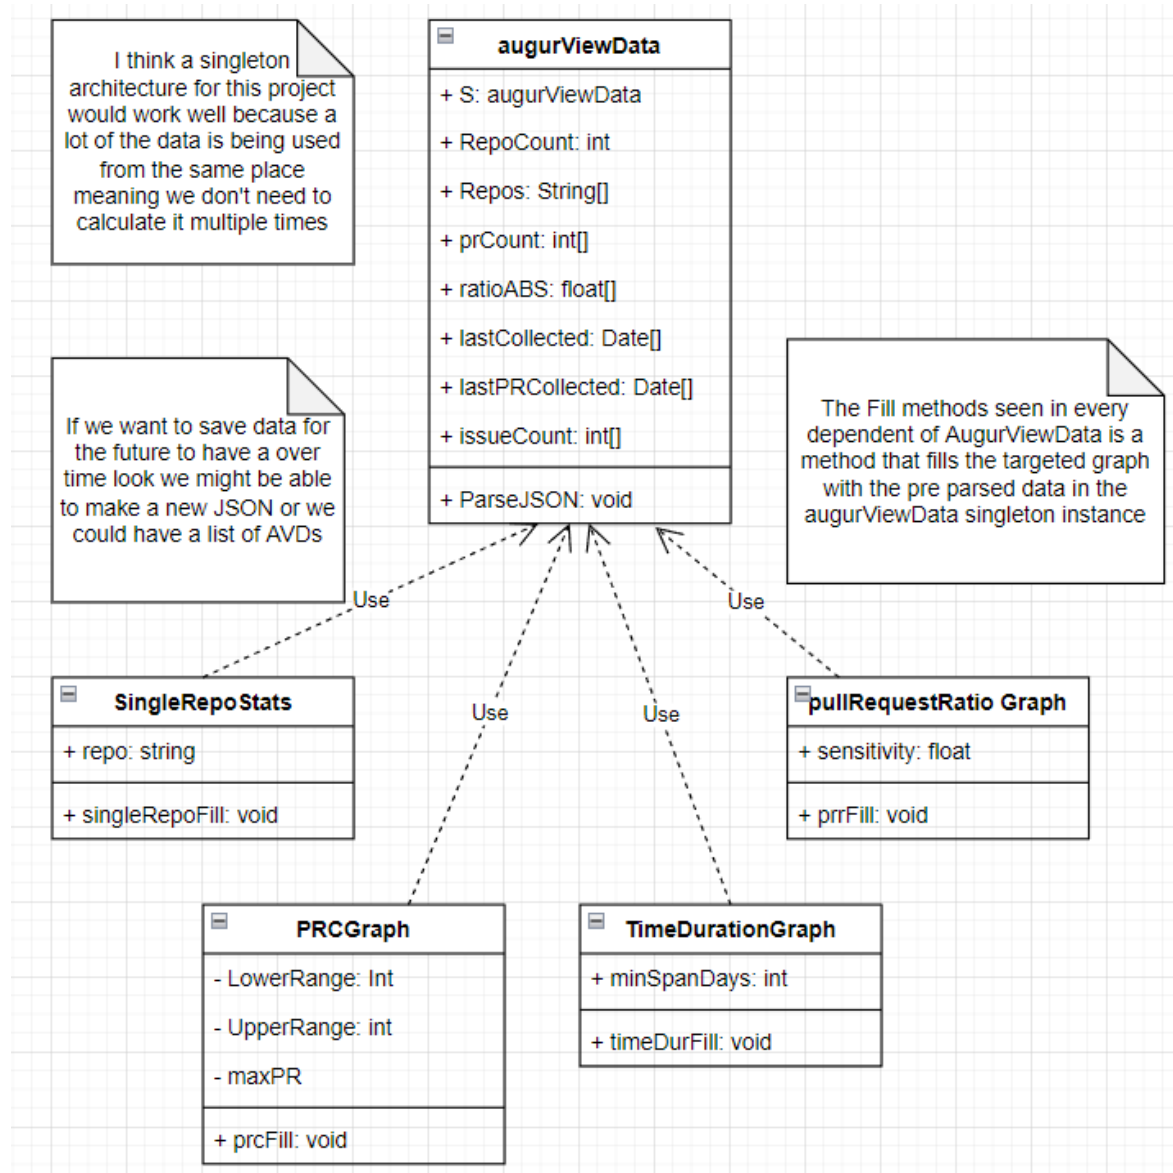 I think a singleton
architecture for this project
would work well because a
lot of the data is being used
from the same place
meaning we don't need to
calculate it multiple times
augurViewData
+ S: augurViewData
+ RepoCount: int
+ Repos: String[]
+ prCount: int[]
+ ratioABS: float[]
+ lastCollected: Date[]
+ lastPRCollected: Date[]
+ issueCount: int[]
+ ParseJSON: void
If we want to save data for
the future to have a over
time look we might be able
to make a new JSON or we
could have a list of AVDs
The Fill methods seen in every
dependent of AugurViewData is a
method that fills the targeted graph
with the pre parsed data in the
augurViewData singleton instance
Use
Use
Use
Use
SingleRepoStats
+ repo: string
+ singleRepoFill: void
pullRequestRatio Graph
+ sensitivity: float
+ prrFill: void
PRCGraph
- LowerRange: Int
- UpperRange: int
- maxPR
+ prcFill: void
TimeDurationGraph
+ minSpanDays: int
+ timeDurFill: void